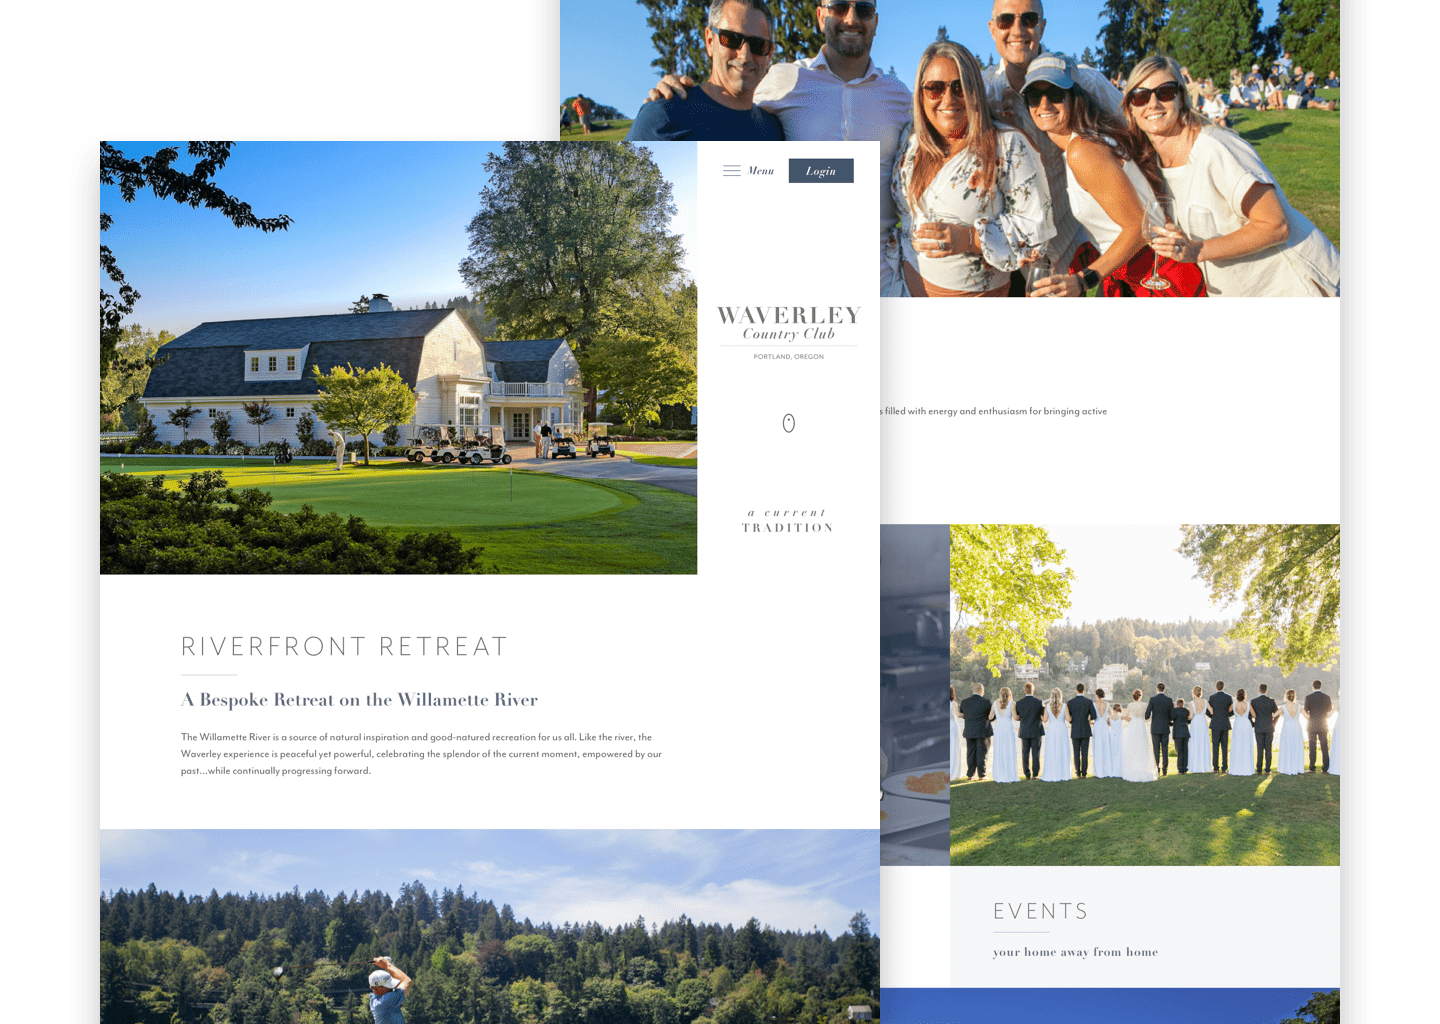 Menu
Login
WAVERLEY
Country Club
PORTLAND, OREGON
a current
TRADITION
RIVERFRONT RETREAT
A Bespoke Retreat on the Willamette River
The Willamette River is a source of natural inspiration and good-natured recreation for us all. Like the river, the
Waverley experience is peaceful yet powerful, celebrating the splendor of the current moment, empowered by our
past...while continually progressing forward.
s filled with energy and enthusiasm for bringing active
EVENTS
your home away from home